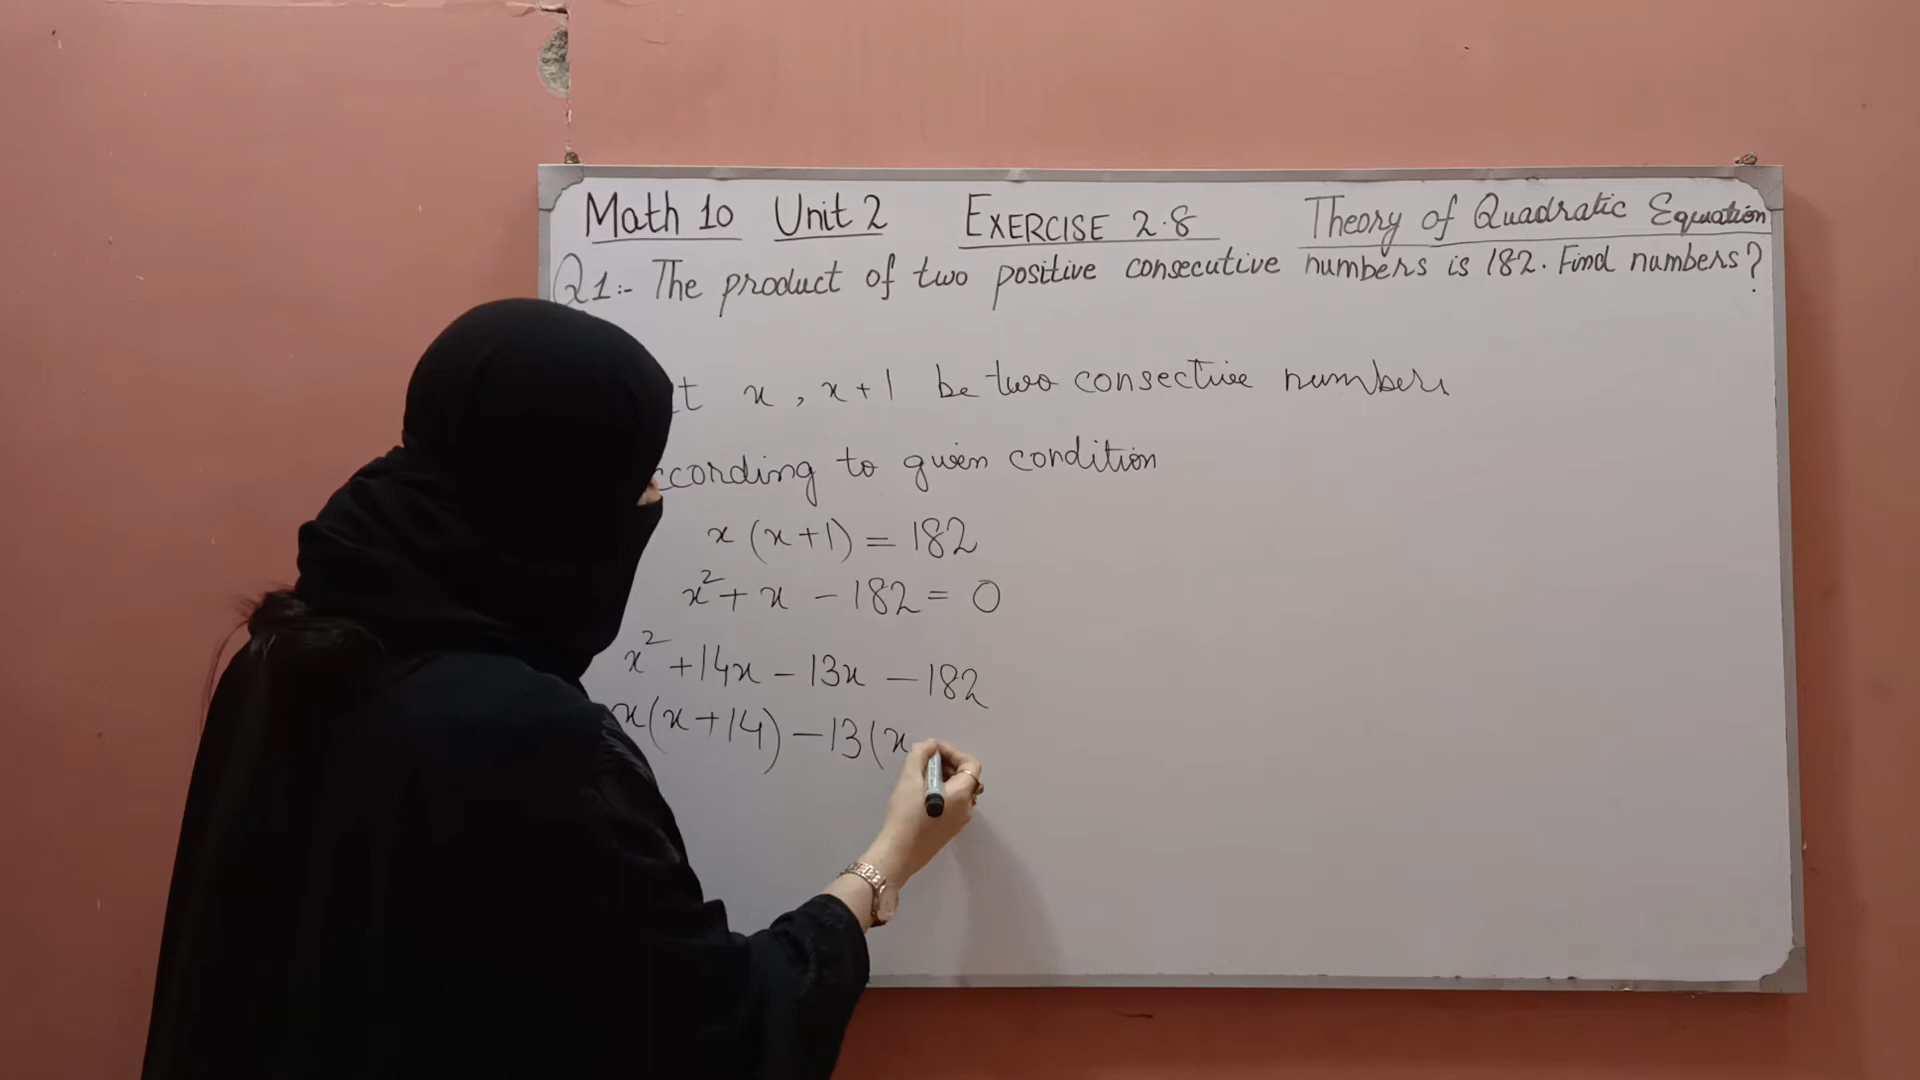 Math 10 Unit 2 EXERCISE 2.8 Theory of Quadratic Equation
Q1:- The product of two positive consecutive numbers is 182. Find numbers?
x, x+1 be two consective numbers
according to given condition
x(x+1) = 182
x² + x - 182 = 0
x² + 14x - 13x - 182
x(x+14) - 13(x